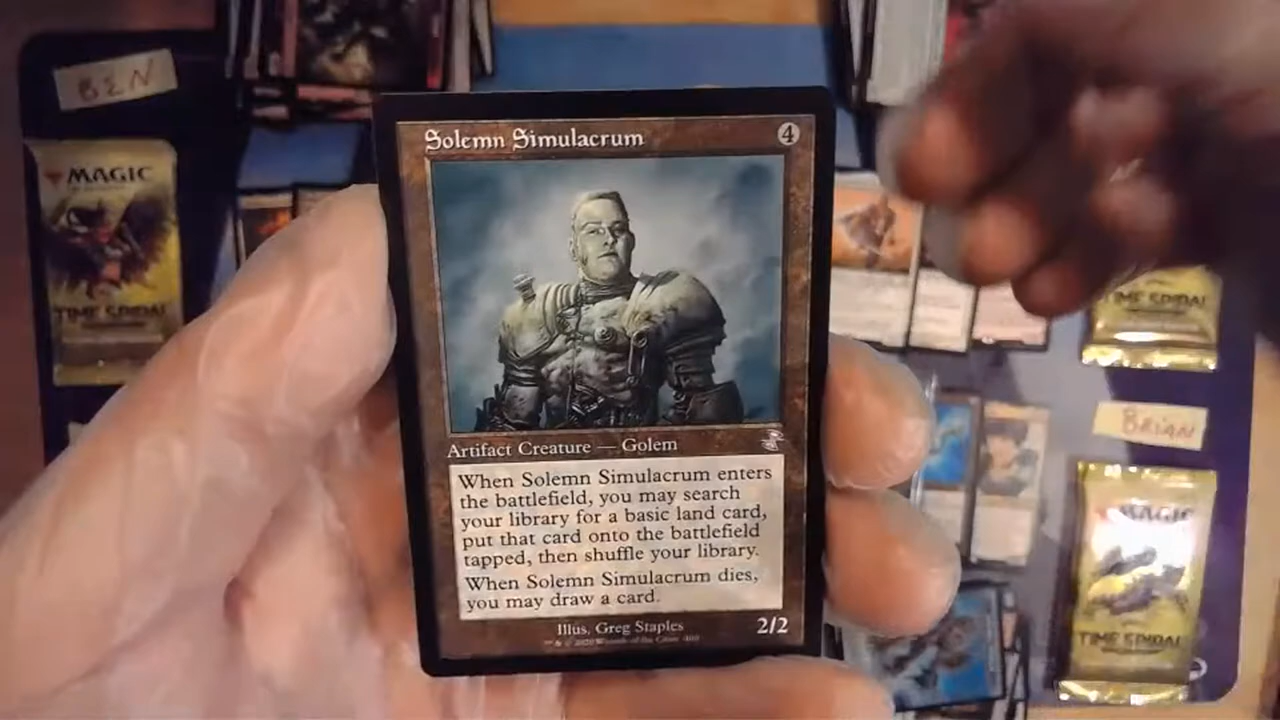 BEN
MAGIC
TIME SPIRAL
Solemn Simulacrum
4
Artifact Creature — Golem
When Solemn Simulacrum enters
the battlefield, you may search
your library for a basic land card,
put that card onto the battlefield
tapped, then shuffle your library.
When Solemn Simulacrum dies,
you may draw a card.
Illus. Greg Staples
2/2
TIME SPIRAL
BRIAN
MAGIC
TIME SPIRAL